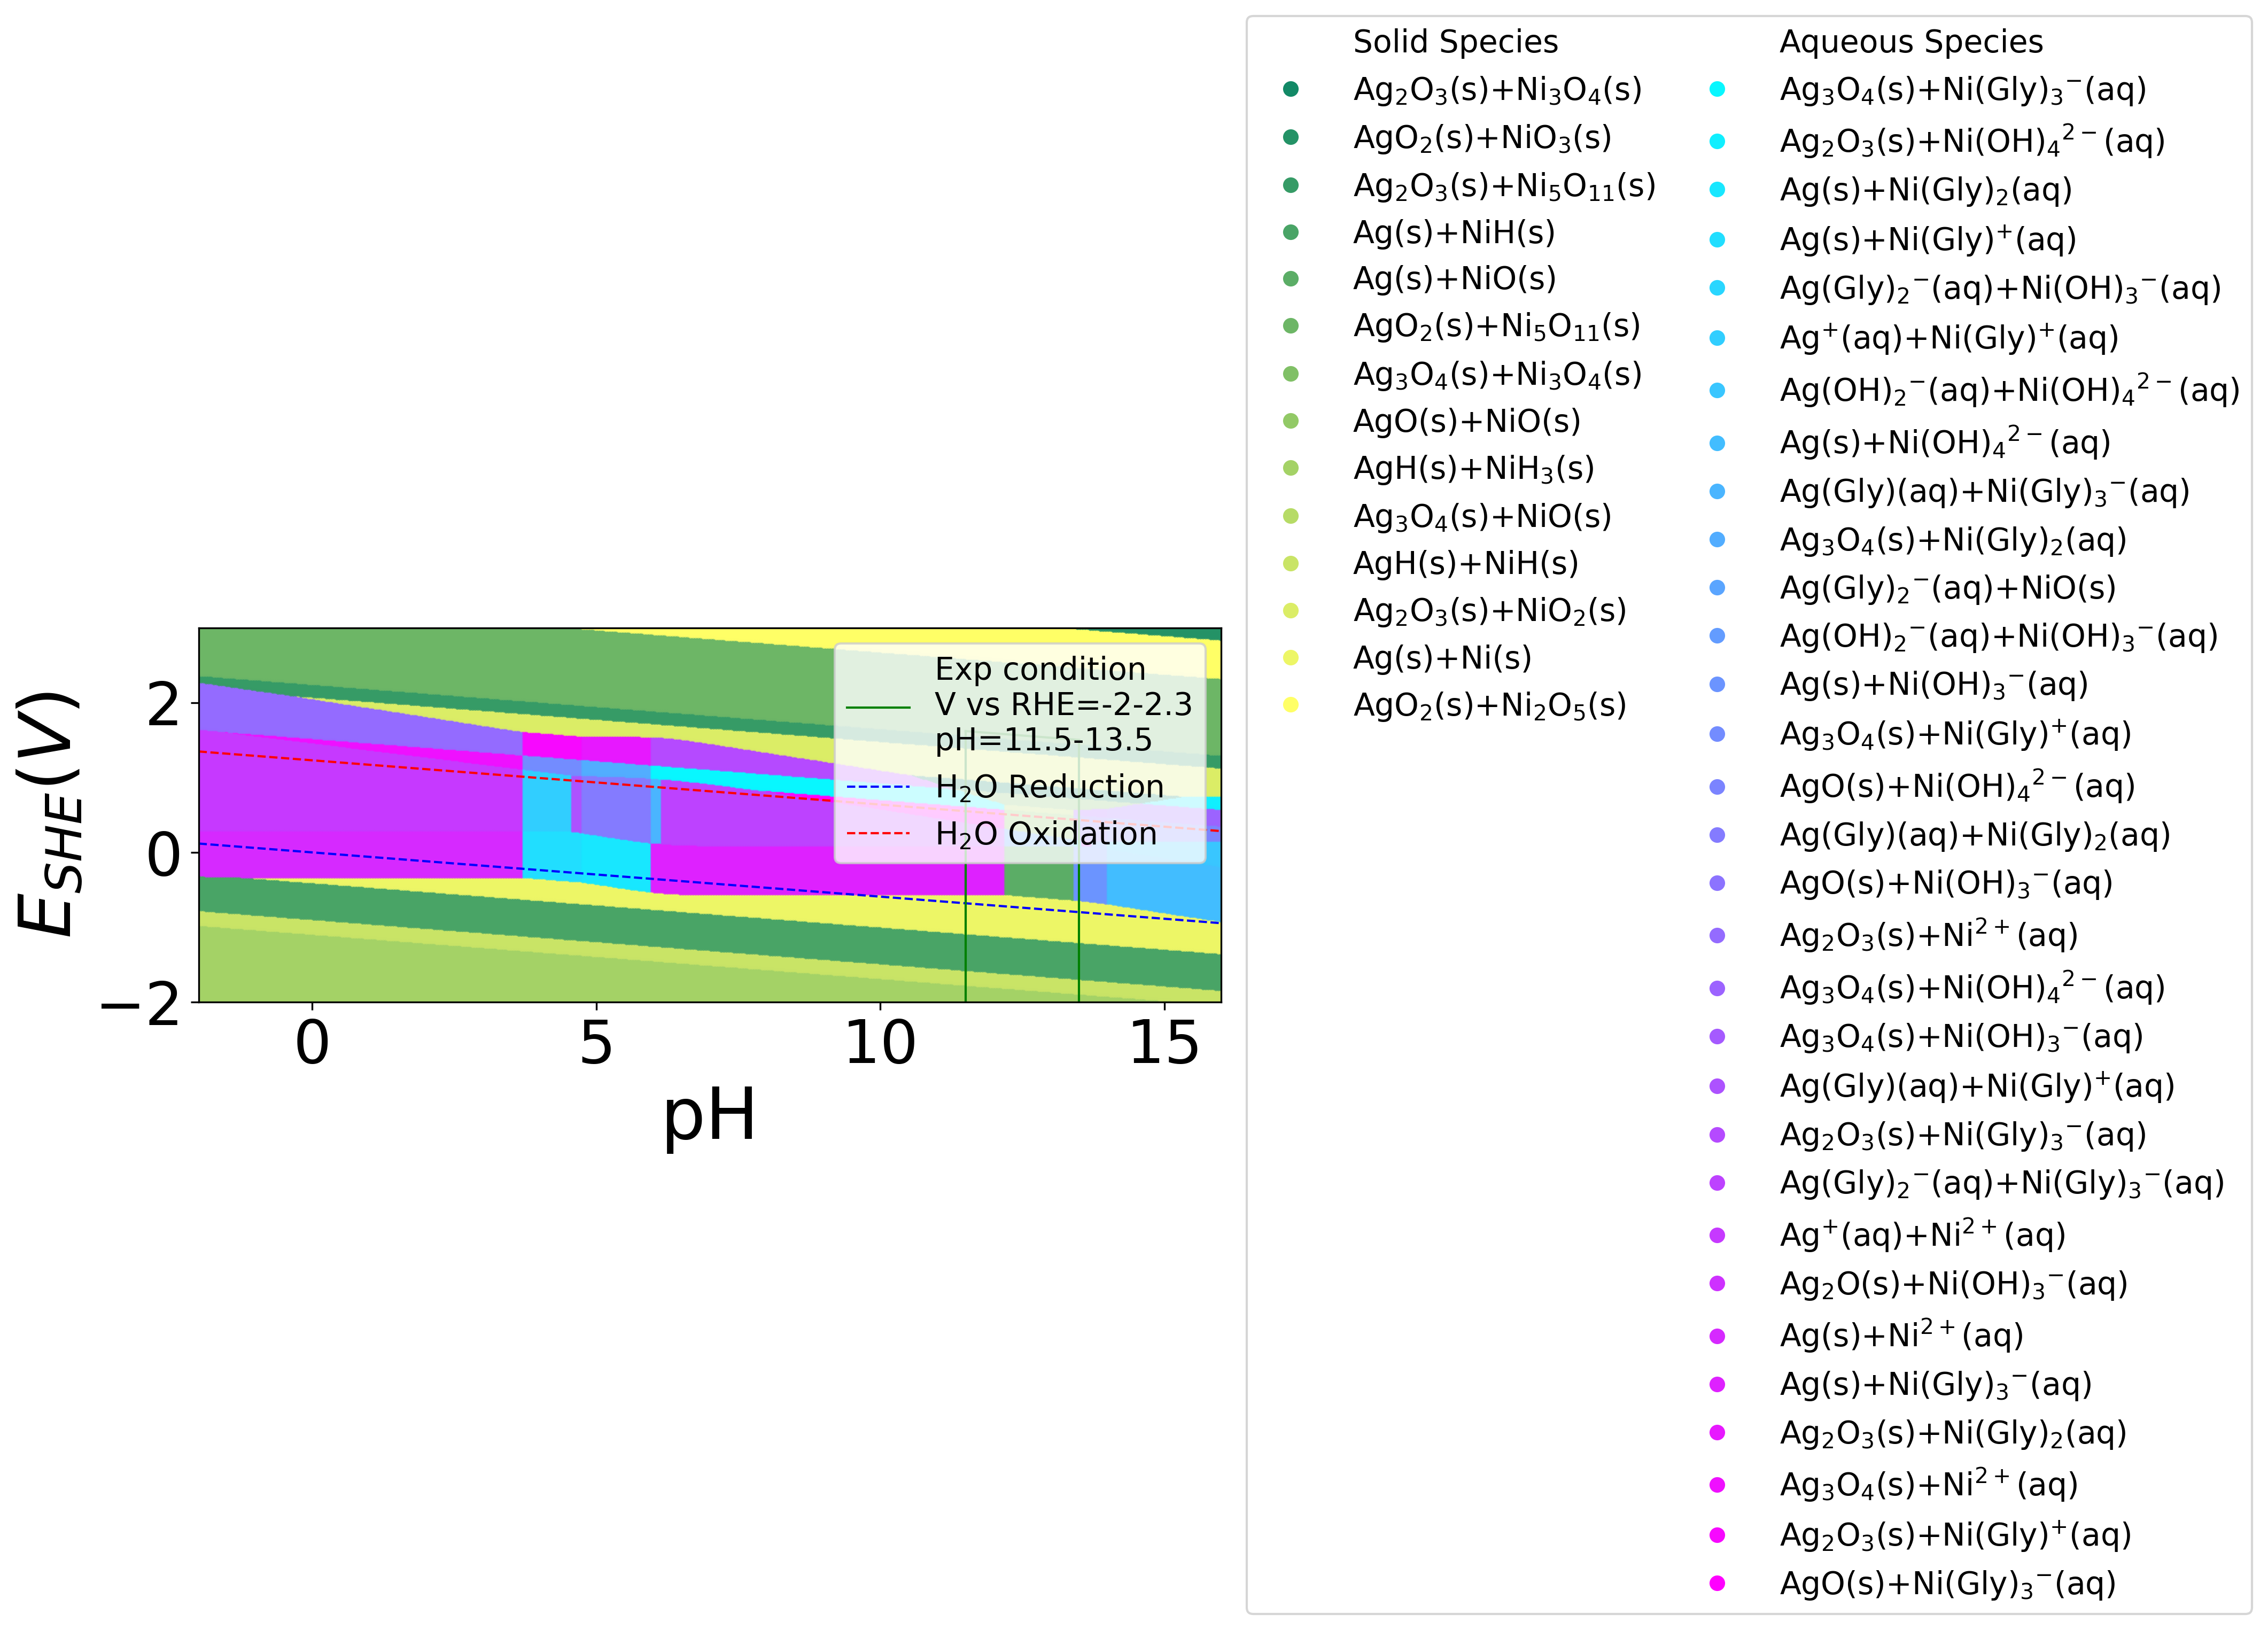 Solid Species
Ag₂O₃(s)+Ni₃O₄(s)
AgO₂(s)+NiO₃(s)
Ag₂O₃(s)+Ni₅O₁₁(s)
Ag(s)+NiH(s)
Ag(s)+NiO(s)
AgO₂(s)+Ni₅O₁₁(s)
Ag₃O₄(s)+Ni₃O₄(s)
AgO(s)+NiO(s)
AgH(s)+NiH₃(s)
Ag₃O₄(s)+NiO(s)
AgH(s)+NiH(s)
Ag₂O₃(s)+NiO₂(s)
Ag(s)+Ni(s)
AgO₂(s)+Ni₂O₅(s)
Aqueous Species
Ag₃O₄(s)+Ni(Gly)₃⁻(aq)
Ag₂O₃(s)+Ni(OH)₄²⁻(aq)
Ag(s)+Ni(Gly)₂(aq)
Ag(s)+Ni(Gly)⁺(aq)
Ag(Gly)₂⁻(aq)+Ni(OH)₃⁻(aq)
Ag⁺(aq)+Ni(Gly)⁺(aq)
Ag(OH)₂⁻(aq)+Ni(OH)₄²⁻(aq)
Ag(s)+Ni(OH)₄²⁻(aq)
Ag(Gly)(aq)+Ni(Gly)₃⁻(aq)
Ag₃O₄(s)+Ni(Gly)₂(aq)
Ag(Gly)₂⁻(aq)+NiO(s)
Ag(OH)₂⁻(aq)+Ni(OH)₃⁻(aq)
Ag(s)+Ni(OH)₃⁻(aq)
Ag₃O₄(s)+Ni(Gly)⁺(aq)
AgO(s)+Ni(OH)₄²⁻(aq)
Ag(Gly)(aq)+Ni(Gly)₂(aq)
AgO(s)+Ni(OH)₃⁻(aq)
Ag₂O₃(s)+Ni²⁺(aq)
Ag₃O₄(s)+Ni(OH)₄²⁻(aq)
Ag₃O₄(s)+Ni(OH)₃⁻(aq)
Ag(Gly)(aq)+Ni(Gly)⁺(aq)
Ag₂O₃(s)+Ni(Gly)₃⁻(aq)
Ag(Gly)₂⁻(aq)+Ni(Gly)₃⁻(aq)
Ag⁺(aq)+Ni²⁺(aq)
Ag₂O(s)+Ni(OH)₃⁻(aq)
Ag(s)+Ni²⁺(aq)
Ag(s)+Ni(Gly)₃⁻(aq)
Ag₂O₃(s)+Ni(Gly)₂(aq)
Ag₃O₄(s)+Ni²⁺(aq)
Ag₂O₃(s)+Ni(Gly)⁺(aq)
AgO(s)+Ni(Gly)₃⁻(aq)
Exp condition
V vs RHE=-2-2.3
pH=11.5-13.5
H₂O Reduction
H₂O Oxidation
E_SHE(V)
2
0
−2
0 5 10 15
pH